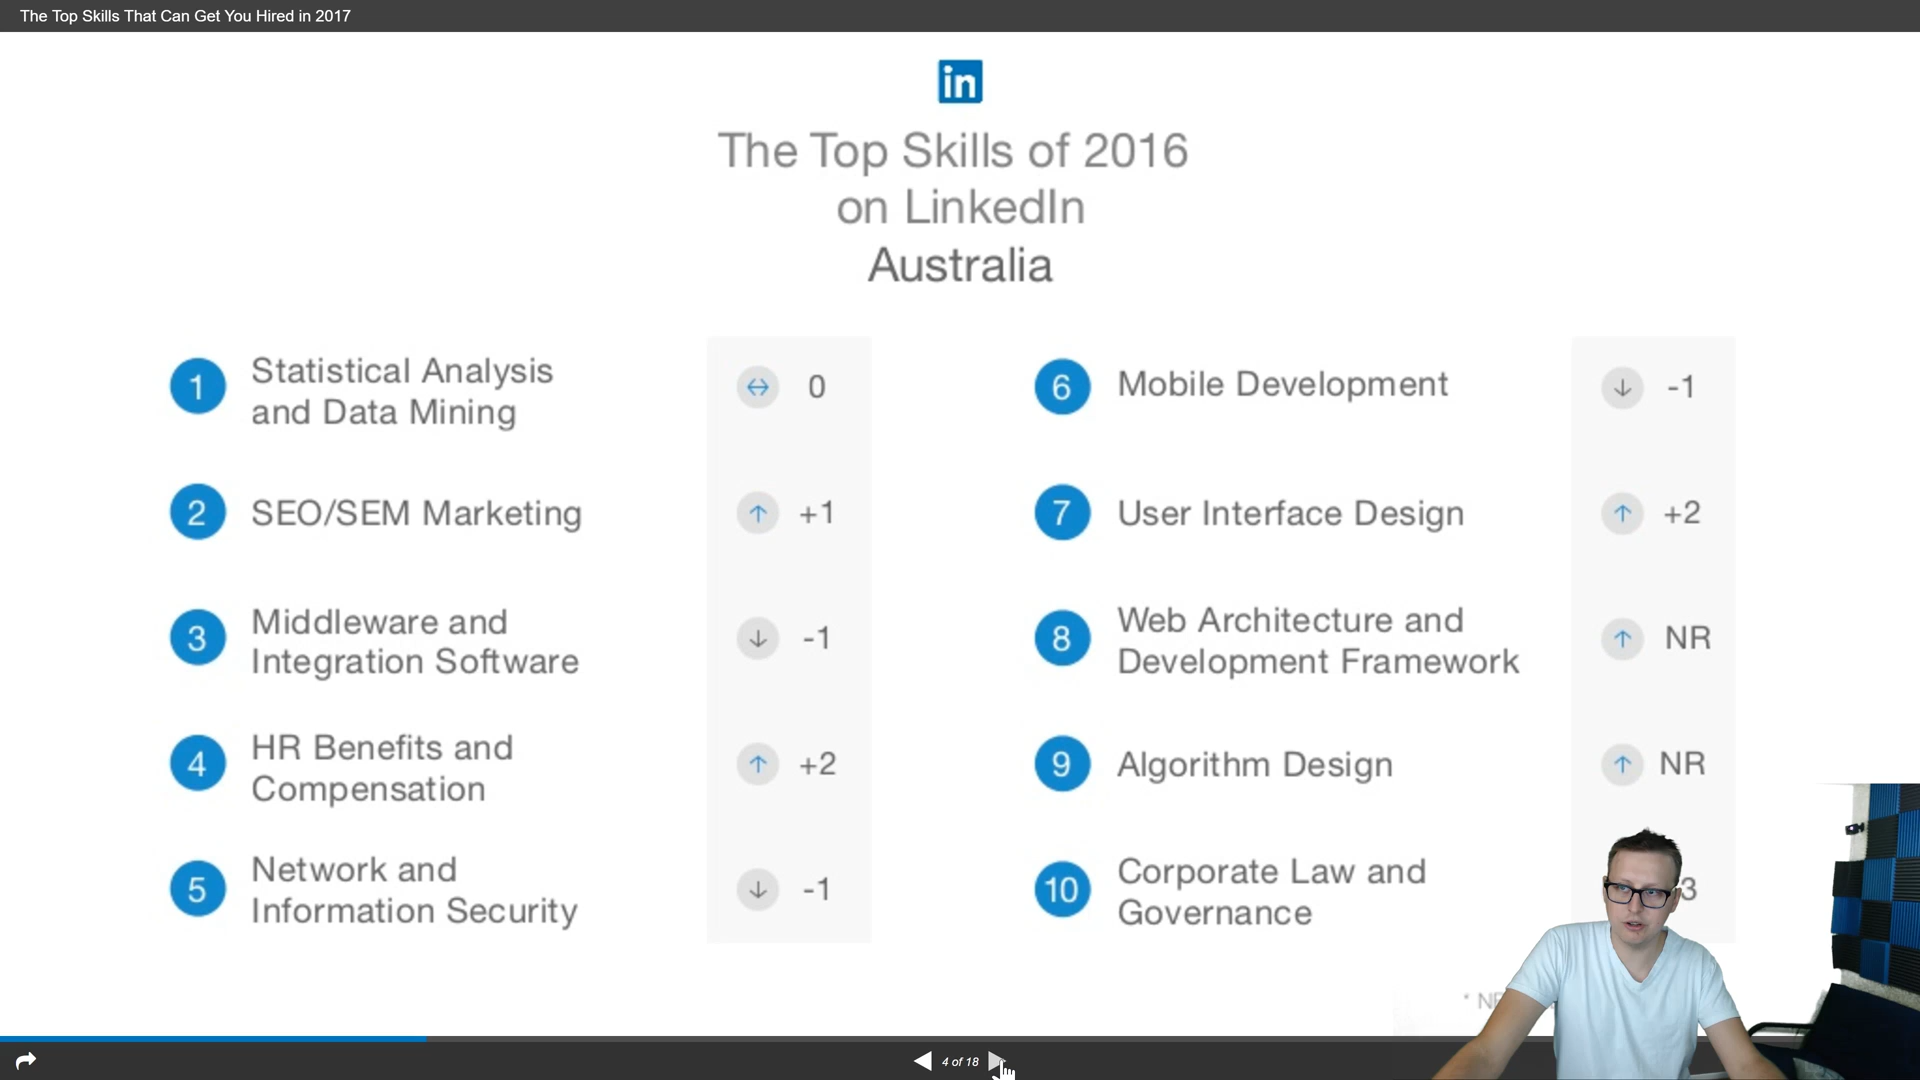 The Top Skills That Can Get You Hired in 2017
in
The Top Skills of 2016
on LinkedIn
Australia
1 Statistical Analysis
and Data Mining
0
2 SEO/SEM Marketing +1
3 Middleware and
Integration Software
-1
4 HR Benefits and
Compensation
+2
5 Network and
Information Security
-1
6 Mobile Development -1
7 User Interface Design +2
8 Web Architecture and
Development Framework
NR
9 Algorithm Design NR
10 Corporate Law and
Governance
3
4 of 18